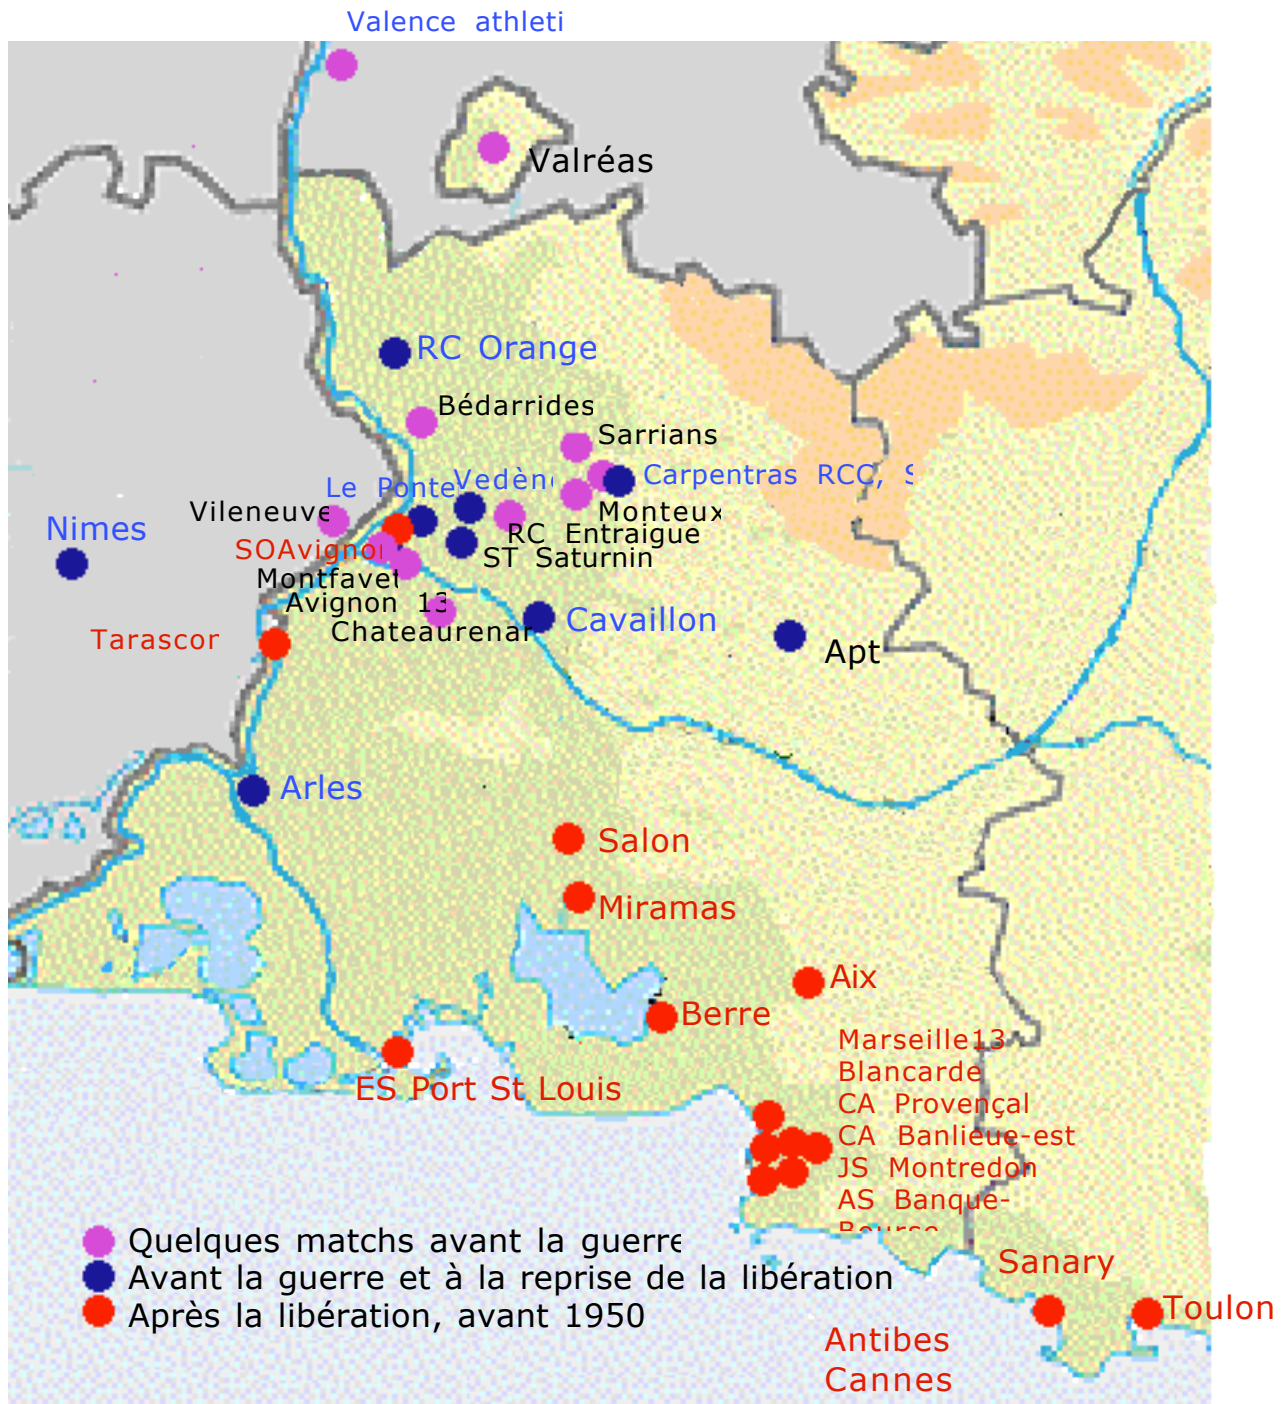 Valence athleti
Valréas
RC Orange
Bédarrides
Sarrians
Carpentras RCC, S
Le Ponte
Vedène
Vileneuve
Monteux
Nimes
RC Entraigue
SOAvignon
ST Saturnin
Montfavet
Avignon 13
Cavaillon
Chateaurenar
Tarascon
Apt
Arles
Salon
Miramas
Aix
Berre
Marseille13
Blancarde
ES Port St Louis
CA Provençal
CA Banlieue-est
JS Montredon
AS Banque-
Bourse
Quelques matchs avant la guerre
Avant la guerre et à la reprise de la libération
Après la libération, avant 1950
Sanary
Toulon
Antibes
Cannes